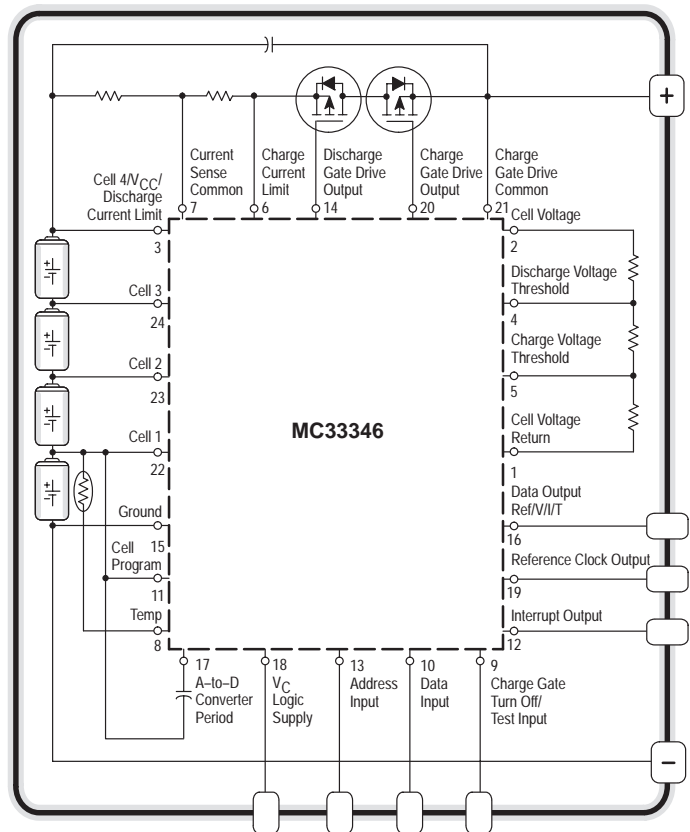 +
Current
Sense
Common
7
Charge
Current
Limit
6
Discharge
Gate Drive
Output
14
Charge
Gate Drive
Output
20
Charge
Gate Drive
Common
21
Cell 4/VCC/
Discharge
Current Limit
3
Cell 3
24
Cell 2
23
Cell 1
22
Ground
15
Cell
Program
11
Temp
8
MC33346
Cell Voltage
2
Discharge Voltage
Threshold
4
Charge Voltage
Threshold
5
Cell Voltage
Return
1
Data Output
Ref/V/I/T
16
Reference Clock Output
19
Interrupt Output
12
17
A–to–D
Converter
Period
18
VC
Logic
Supply
13
Address
Input
10
Data
Input
9
Charge Gate
Turn Off/
Test Input
–